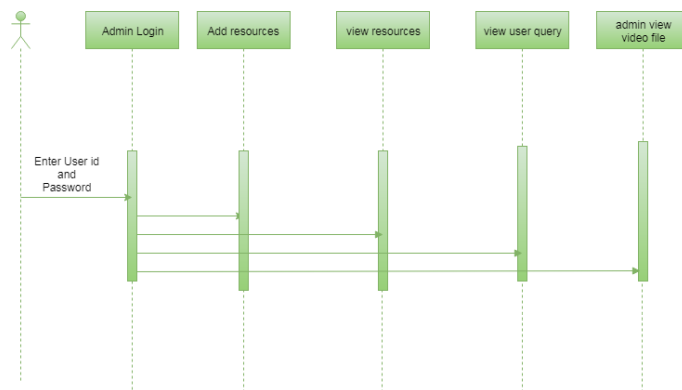 Admin Login
Add resources
view resources
view user query
admin view
video file
Enter User id
and
Password